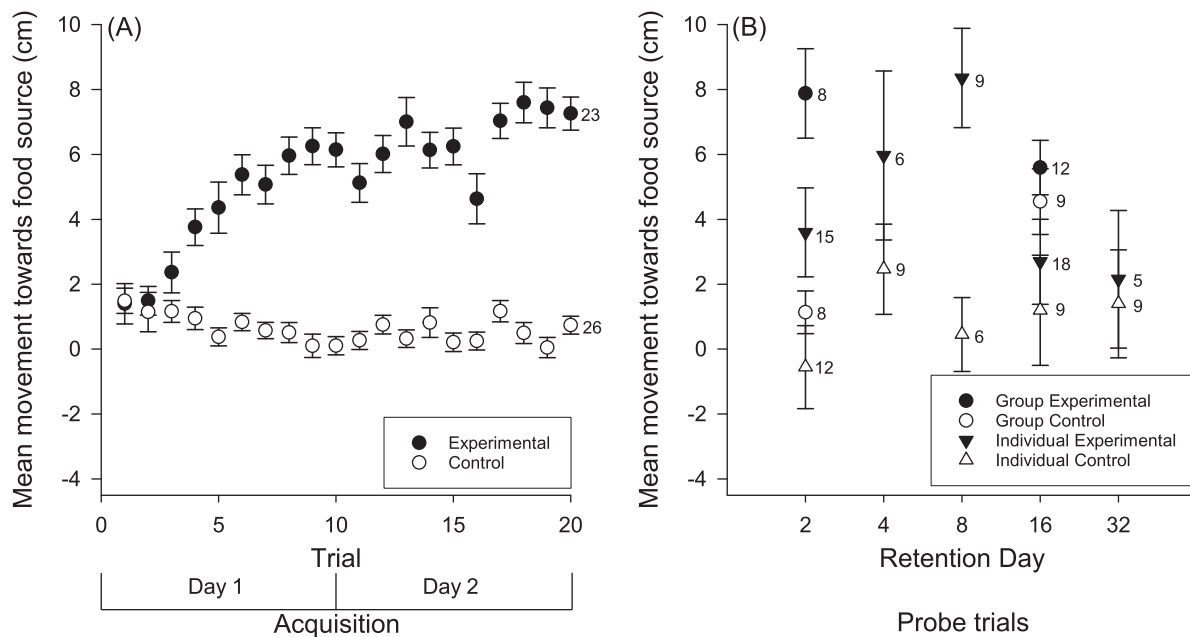 (A)
Mean movement towards food source (cm)
10
8
6
4
2
0
-2
-4
23
26
Experimental
Control
0 5 10 15 20
Trial
Day 1 Day 2
Acquisition
(B)
Mean movement towards food source (cm)
10
8
6
4
2
0
-2
-4
8
15
8
12
6
9
9
6
12
9
18
9
5
9
Group Experimental
Group Control
Individual Experimental
Individual Control
2 4 8 16 32
Retention Day
Probe trials